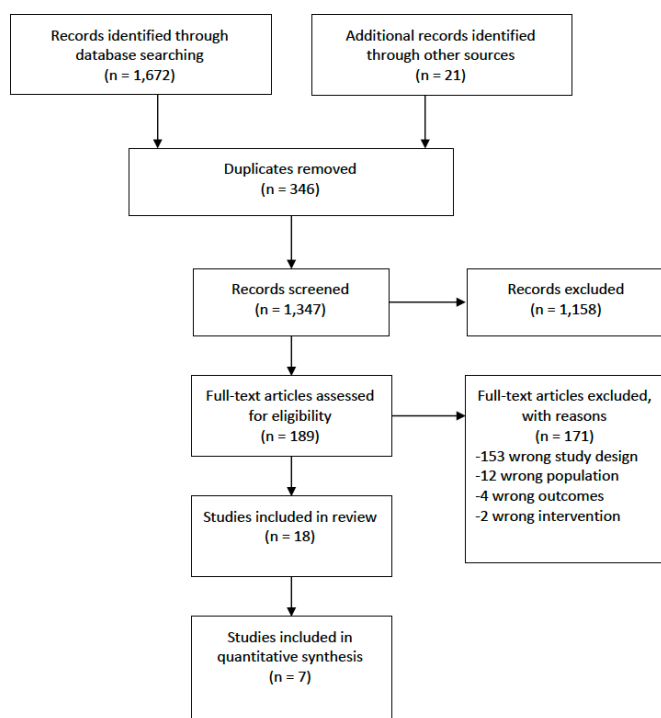 Records identified through
database searching
(n = 1,672)
Additional records identified
through other sources
(n = 21)
Duplicates removed
(n = 346)
Records screened
(n = 1,347)
Records excluded
(n = 1,158)
Full-text articles assessed
for eligibility
(n = 189)
Full-text articles excluded,
with reasons
(n = 171)
-153 wrong study design
-12 wrong population
-4 wrong outcomes
-2 wrong intervention
Studies included in review
(n = 18)
Studies included in
quantitative synthesis
(n = 7)